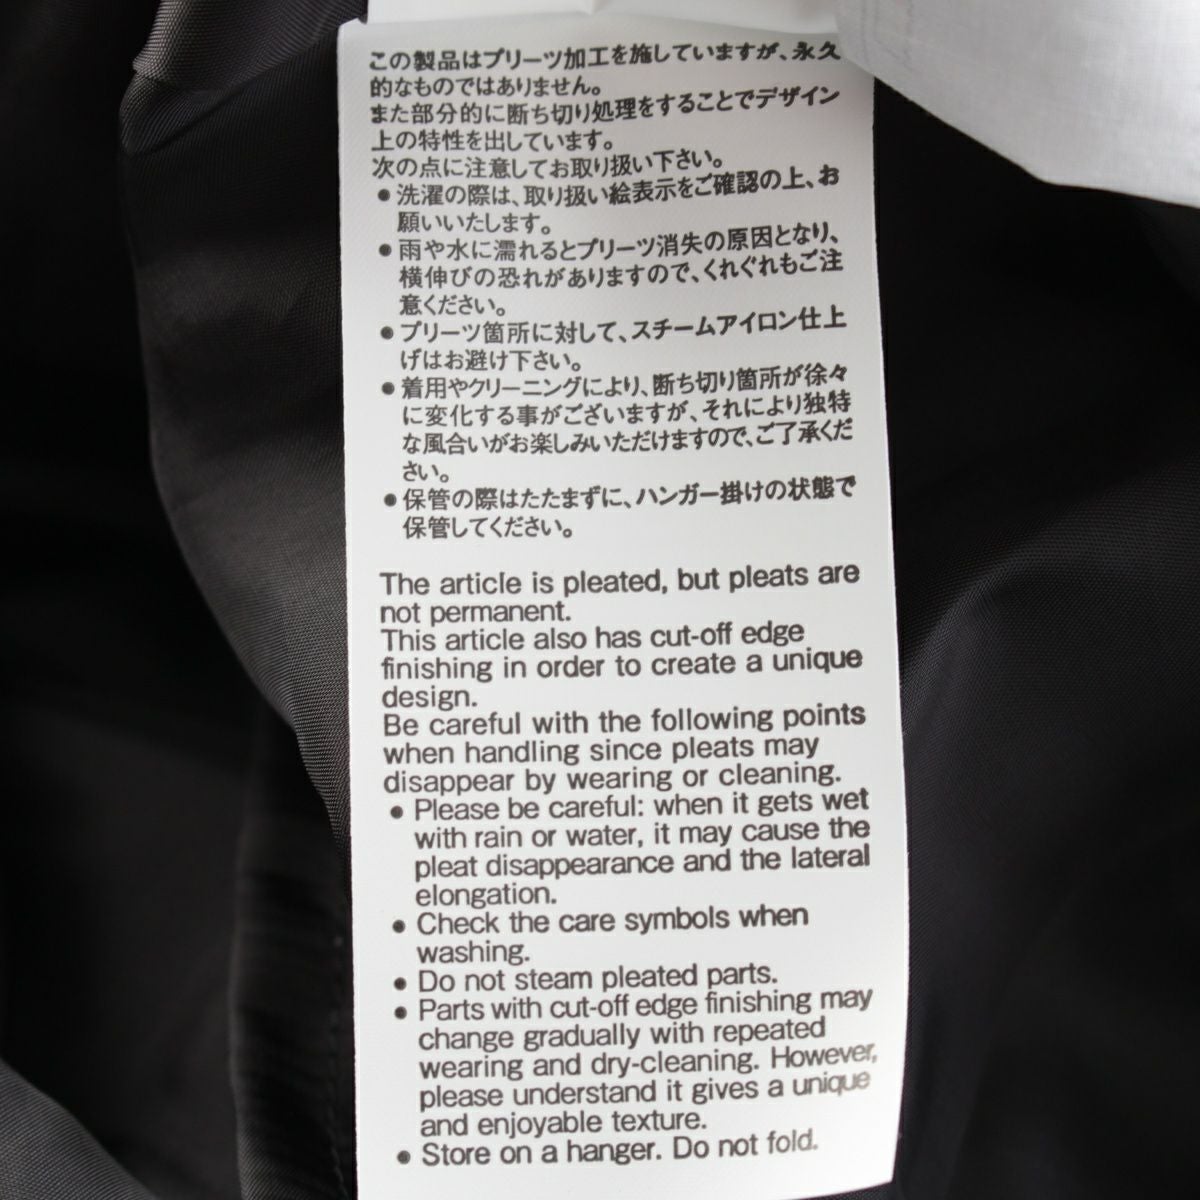 この製品はプリーツ加工を施していますが、永久
的なものではありません。
また部分的に断ち切り処理をすることでデザイン
上の特性を出しています。
次の点に注意してお取り扱い下さい。
●洗濯の際は、取り扱い絵表示をご確認の上、お
願いいたします。
●雨や水に濡れるとプリーツ消失の原因となり、
横伸びの恐れがありますので、くれぐれもご注
意ください。
●プリーツ箇所に対して、スチームアイロン仕上
げはお避け下さい。
●着用やクリーニングにより、断ち切り箇所が徐々
に変化する事がございますが、それにより独特
な風合いがお楽しみいただけますので、ご了承くだ
さい。
●保管の際はたたまずに、ハンガー掛けの状態で
保管してください。
The article is pleated, but pleats are
not permanent.
This article also has cut-off edge
finishing in order to create a unique
design.
Be careful with the following points
when handling since pleats may
disappear by wearing or cleaning.
● Please be careful: when it gets wet
with rain or water, it may cause the
pleat disappearance and the lateral
elongation.
● Check the care symbols when
washing.
● Do not steam pleated parts.
● Parts with cut-off edge finishing may
change gradually with repeated
wearing and dry-cleaning. However,
please understand it gives a unique
and enjoyable texture.
● Store on a hanger. Do not fold.